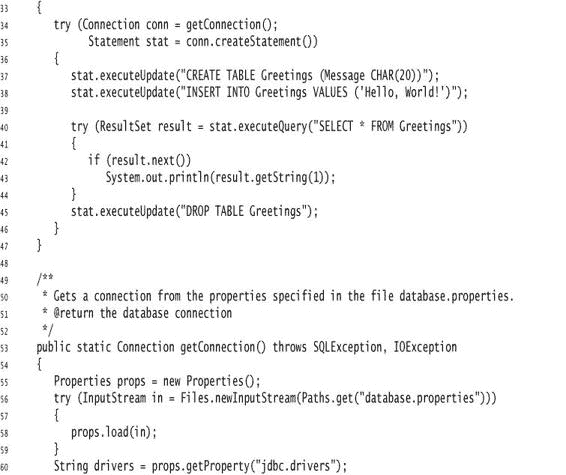 33 {
34 try (Connection conn = getConnection();
35 Statement stat = conn.createStatement())
36 {
37 stat.executeUpdate("CREATE TABLE Greetings (Message CHAR(20))");
38 stat.executeUpdate("INSERT INTO Greetings VALUES ('Hello, World!')");
39
40 try (ResultSet result = stat.executeQuery("SELECT * FROM Greetings"))
41 {
42 if (result.next())
43 System.out.println(result.getString(1));
44 }
45 stat.executeUpdate("DROP TABLE Greetings");
46 }
47 }
48
49 /**
50 * Gets a connection from the properties specified in the file database.properties.
51 * @return the database connection
52 */
53 public static Connection getConnection() throws SQLException, IOException
54 {
55 Properties props = new Properties();
56 try (InputStream in = Files.newInputStream(Paths.get("database.properties")))
57 {
58 props.load(in);
59 }
60 String drivers = props.getProperty("jdbc.drivers");